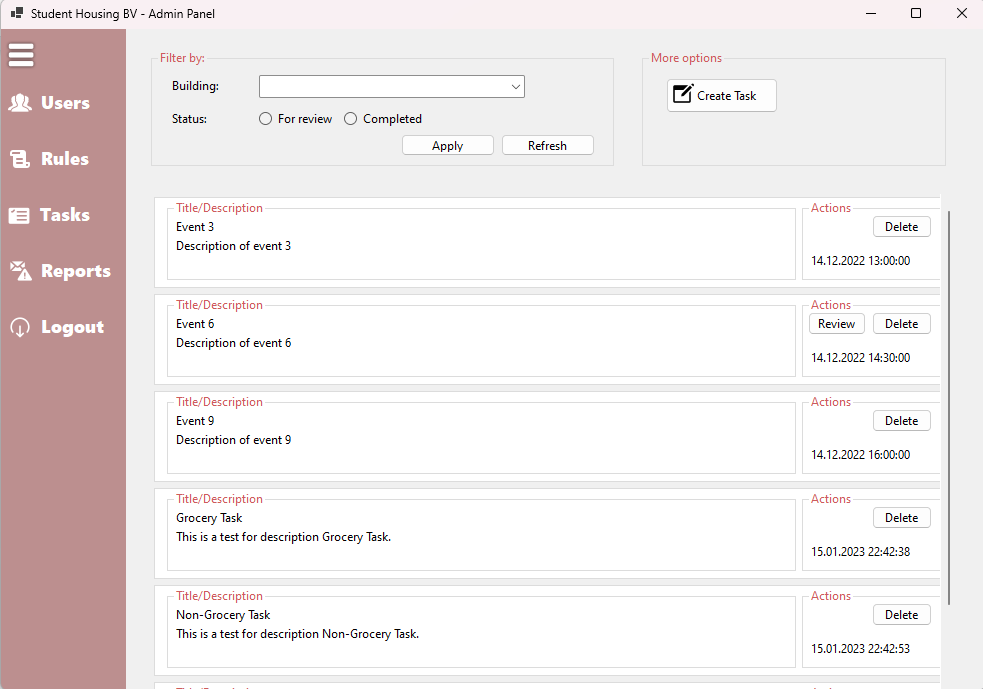 Student Housing BV - Admin Panel
Users
Rules
Tasks
Reports
Logout
Filter by:
Building:
Status:
For review
Completed
Apply
Refresh
More options
Create Task
Title/Description
Event 3
Description of event 3
Actions
Delete
14.12.2022 13:00:00
Title/Description
Event 6
Description of event 6
Actions
Review
Delete
14.12.2022 14:30:00
Title/Description
Event 9
Description of event 9
Actions
Delete
14.12.2022 16:00:00
Title/Description
Grocery Task
This is a test for description Grocery Task.
Actions
Delete
15.01.2023 22:42:38
Title/Description
Non-Grocery Task
This is a test for description Non-Grocery Task.
Actions
Delete
15.01.2023 22:42:53